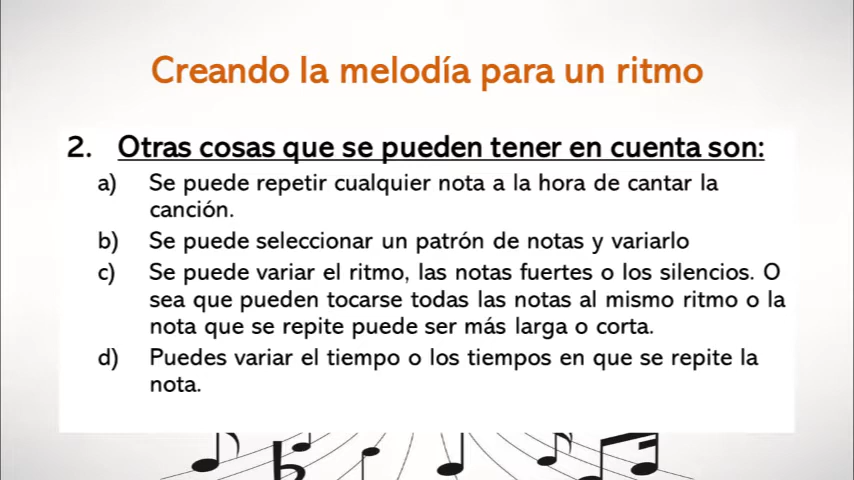 Creando la melodía para un ritmo
2. Otras cosas que se pueden tener en cuenta son:
a) Se puede repetir cualquier nota a la hora de cantar la
canción.
b) Se puede seleccionar un patrón de notas y variarlo
c) Se puede variar el ritmo, las notas fuertes o los silencios. O
sea que pueden tocarse todas las notas al mismo ritmo o la
nota que se repite puede ser más larga o corta.
d) Puedes variar el tiempo o los tiempos en que se repite la
nota.